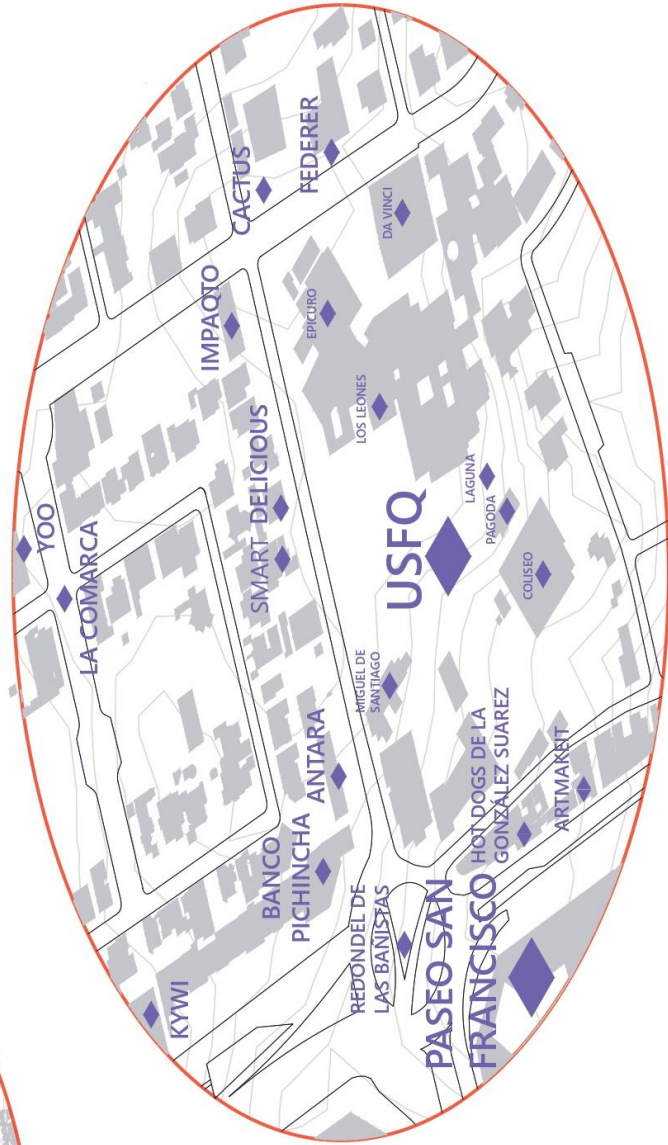 YOO
LA COMARCA
KYWI
BANCO
PICHINCHA
ANTARA
SMART
DELICIOUS
IMPAQTO
CACTUS
FEDERER
REDONDEL DE
LAS BAÑISTAS
MIGUEL DE
SANTIAGO
USFQ
LOS LEONES
EPICURO
DA VINCI
LAGUNA
PAGODA
COLISEO
PASEO SAN
FRANCISCO
HOT DOGS DE LA
GONZÁLEZ SUAREZ
ARTMAKEIT